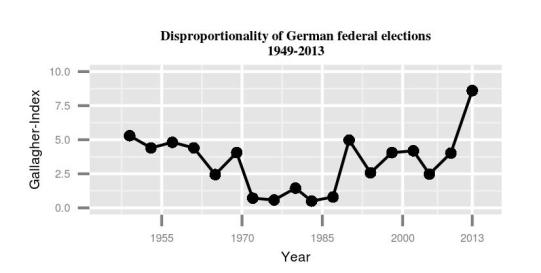 Disproportionality of German federal elections
1949-2013
Gallagher-Index
10.0
7.5
5.0
2.5
0.0
1955 1970 1985 2000 2013
Year